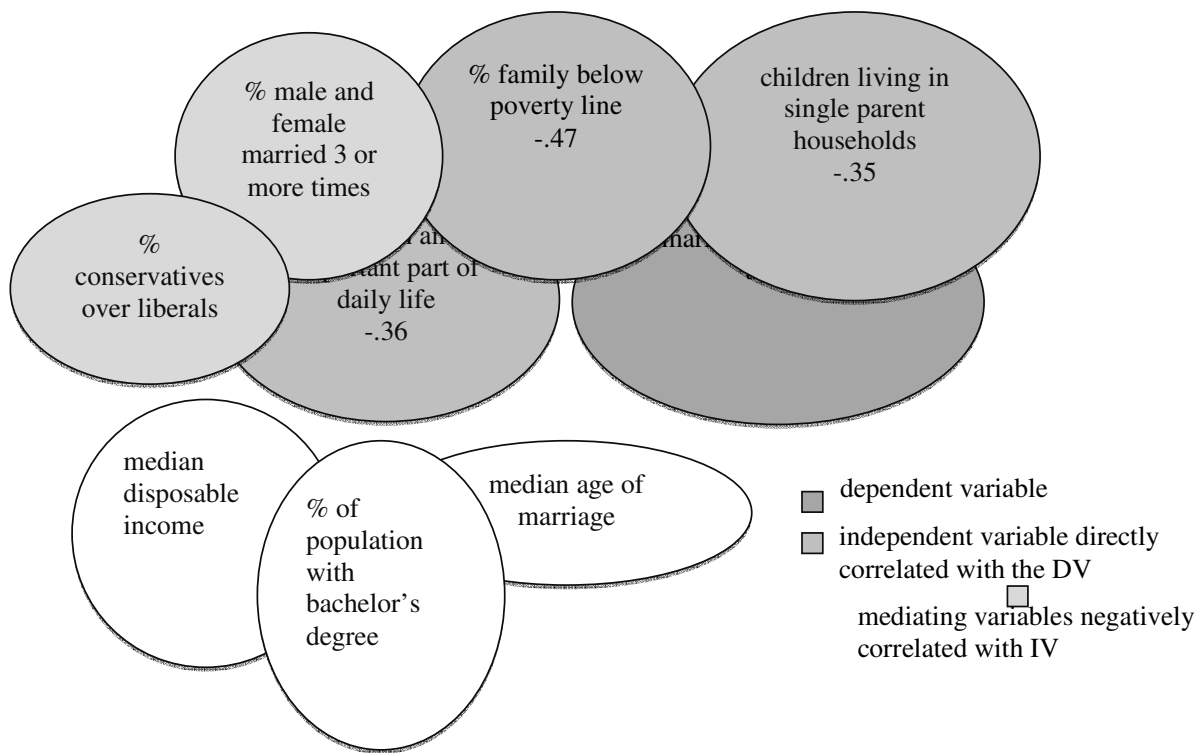 % male and
female
married 3 or
more times
% family below
poverty line
-.47
children living in
single parent
households
-.35
%
conservatives
over liberals
part of
daily life
-.36
median
disposable
income
% of
population
with
bachelor's
degree
median age of
marriage
dependent variable
independent variable directly
correlated with the DV
mediating variables negatively
correlated with IV